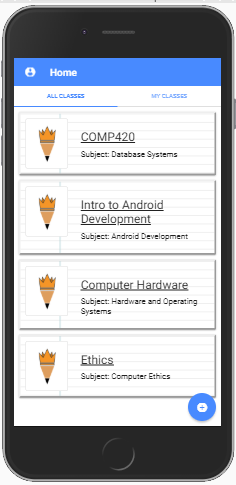 Home
ALL CLASSES
MY CLASSES
COMP420
Subject: Database Systems
Intro to Android
Development
Subject: Android Development
Computer Hardware
Subject: Hardware and Operating
Systems
Ethics
Subject: Computer Ethics